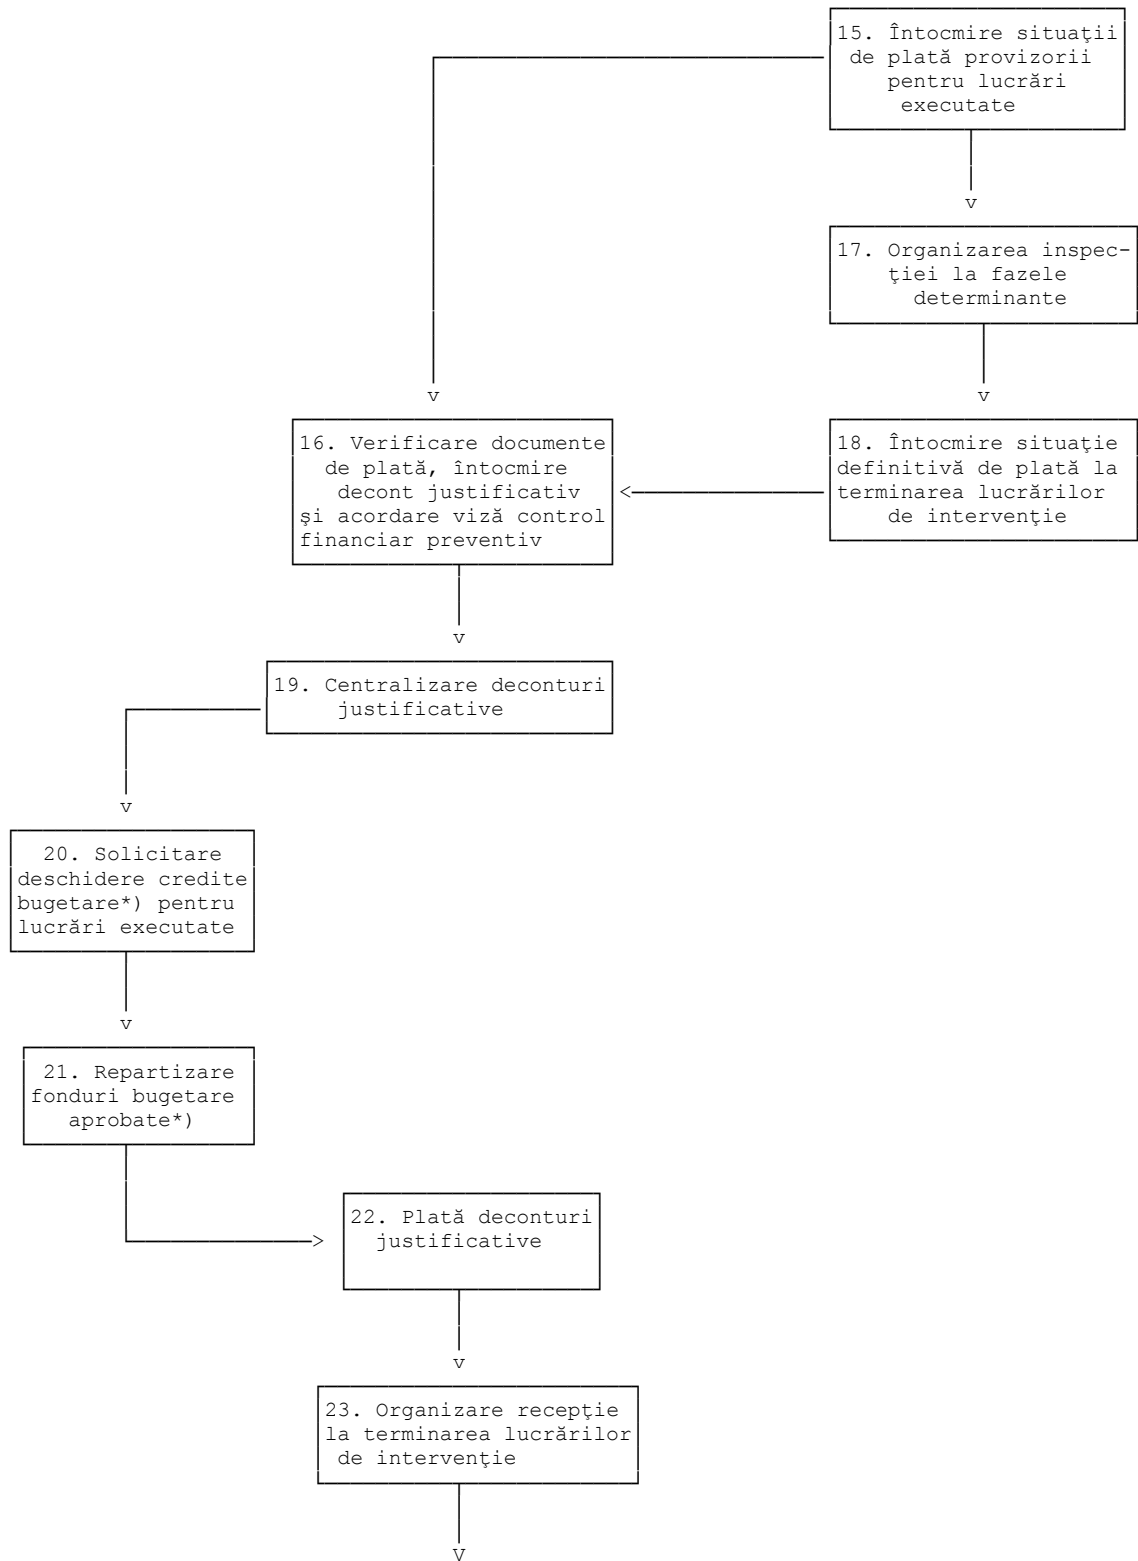 15. Întocmire situaţii
de plată provizorii
pentru lucrări
executate
v
17. Organizarea inspec-
ţiei la fazele
determinante
v
v
16. Verificare documente
de plată, întocmire
decont justificativ
şi acordare viză control
financiar preventiv
<
18. Întocmire situaţie
definitivă de plată la
terminarea lucrărilor
de intervenţie
v
19. Centralizare deconturi
justificative
v
20. Solicitare
deschidere credite
bugetare*) pentru
lucrări executate
v
21. Repartizare
fonduri bugetare
aprobate*)
>
22. Plată deconturi
justificative
v
23. Organizare recepţie
la terminarea lucrărilor
de intervenţie
V